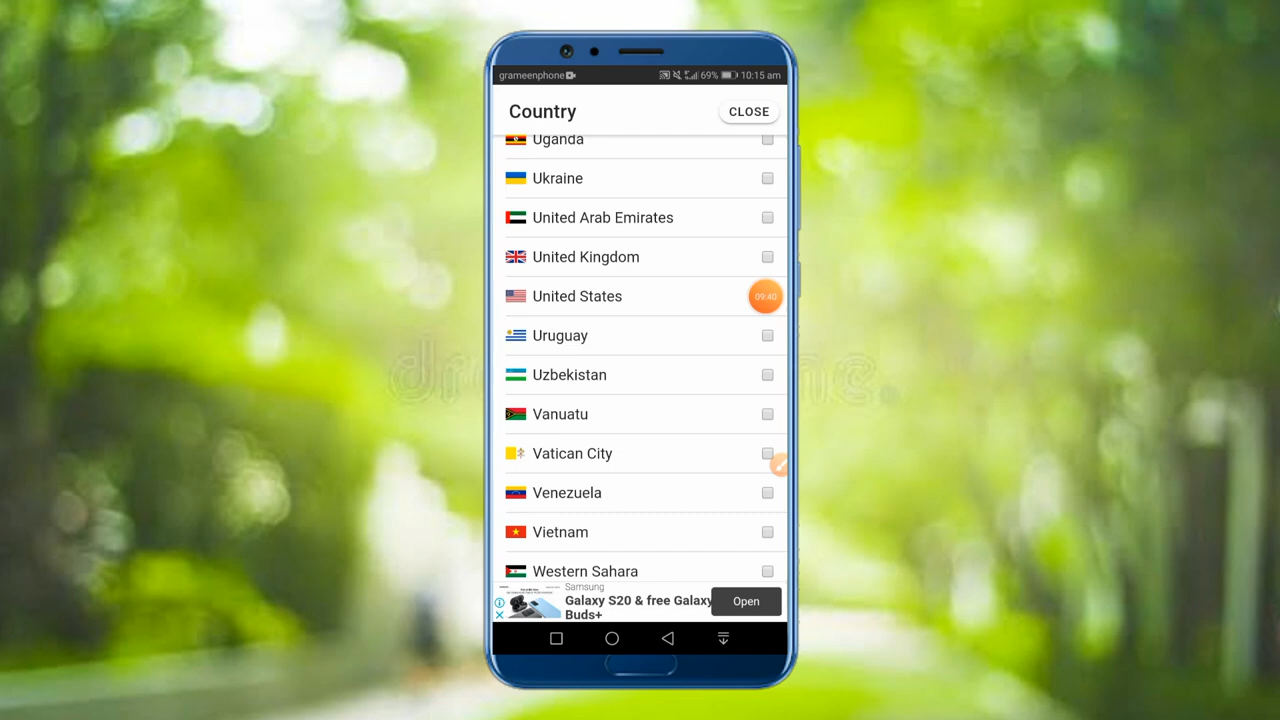 grameenphone
69% 10:15 am
Country
CLOSE
Uganda
Ukraine
United Arab Emirates
United Kingdom
United States
09:40
Uruguay
Uzbekistan
Vanuatu
Vatican City
Venezuela
Vietnam
Western Sahara
Samsung
Galaxy S20 & free Galaxy
Buds+
Open